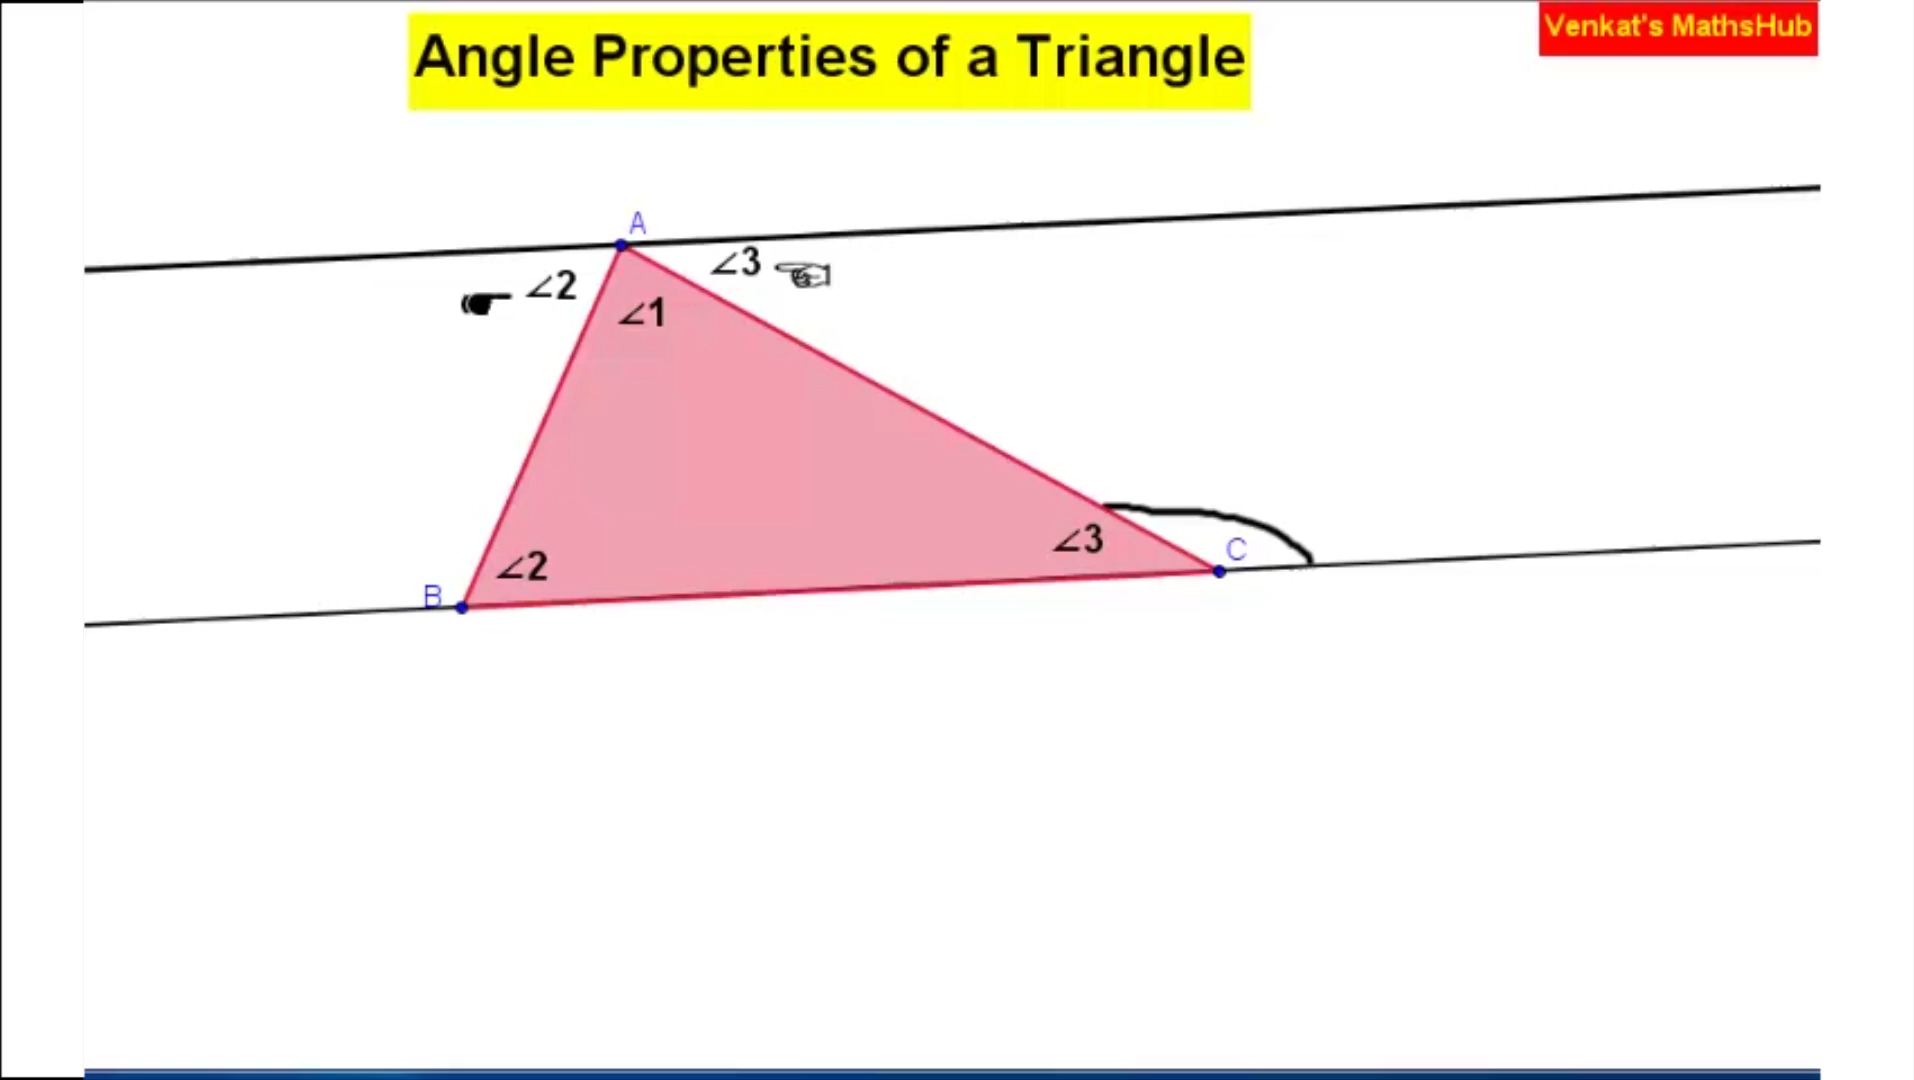 Angle Properties of a Triangle
Venkat's MathsHub
A
∠2
∠3
∠1
∠2
∠3
B
C